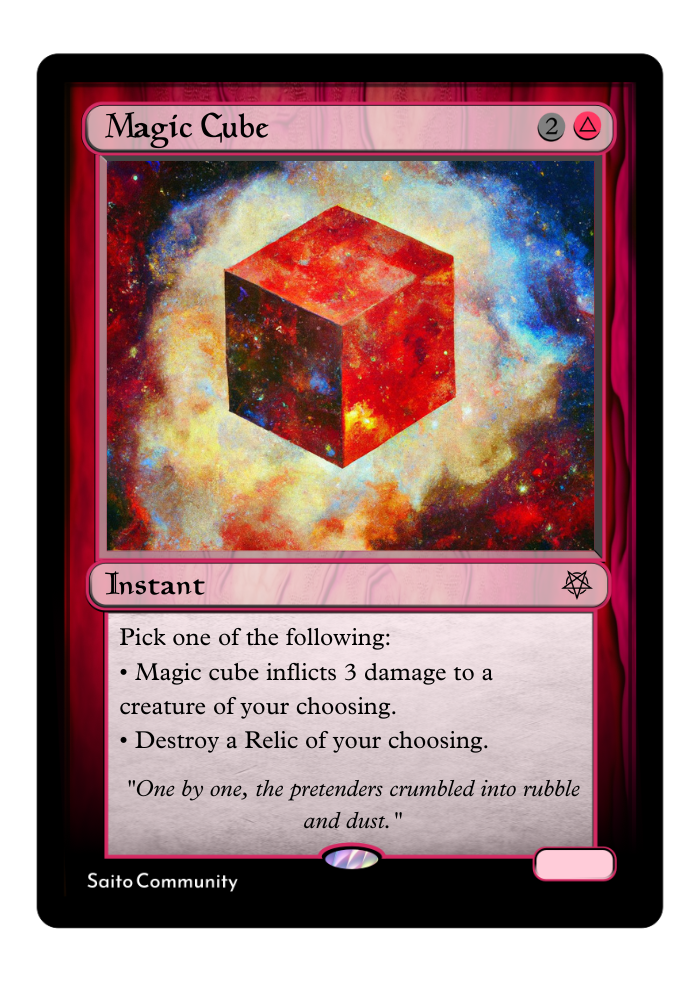 Magic Cube 2
Instant
Pick one of the following:
• Magic cube inflicts 3 damage to a
creature of your choosing.
• Destroy a Relic of your choosing.
"One by one, the pretenders crumbled into rubble
and dust."
Saito Community